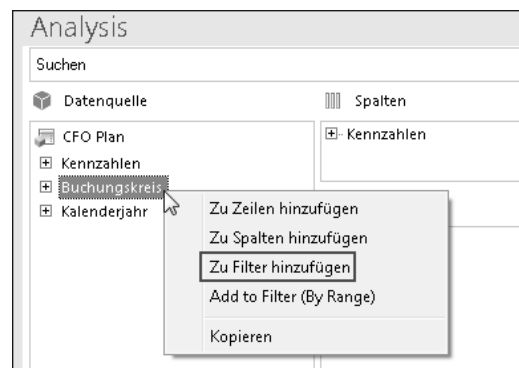 Analysis
Suchen
Datenquelle
Spalten
CFO Plan
Kennzahlen
Kennzahlen
Buchungskreis
Kalenderjahr
Zu Zeilen hinzufügen
Zu Spalten hinzufügen
Zu Filter hinzufügen
Add to Filter (By Range)
Kopieren